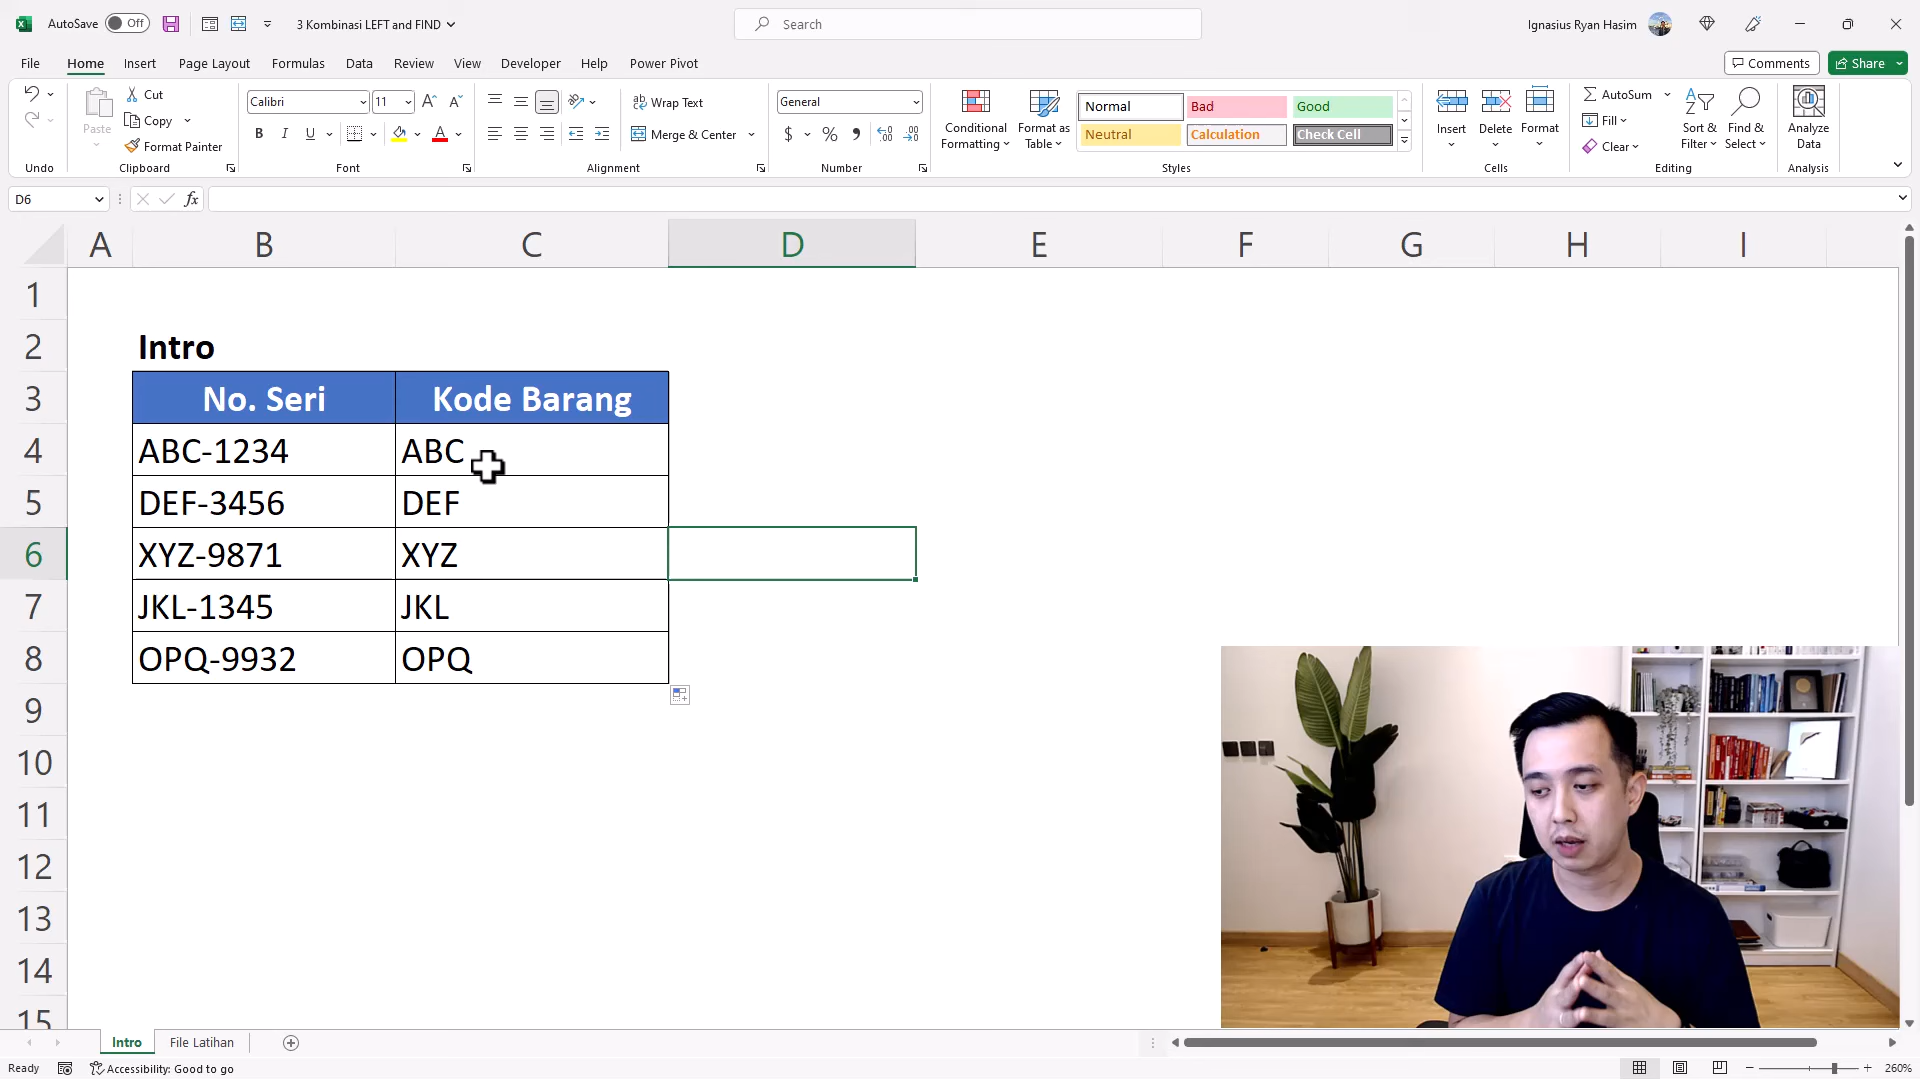 AutoSave Off 3 Kombinasi LEFT and FIND Search Ignasius Ryan Hasim
File Home Insert Page Layout Formulas Data Review View Developer Help Power Pivot Comments Share
Cut
Copy
Format Painter
Paste
Calibri 11
B I U A
Wrap Text
Merge & Center
General
$ %
Conditional Formatting
Format as Table
Normal Bad Good
Neutral Calculation Check Cell
Insert Delete Format
AutoSum
Fill
Clear
Sort & Filter
Find & Select
Analyze Data
Undo Clipboard Font Alignment Number Styles Cells Editing Analysis
D6 fx
A B C D E F G H I
1
2 Intro
3 No. Seri Kode Barang
4 ABC-1234 ABC
5 DEF-3456 DEF
6 XYZ-9871 XYZ
7 JKL-1345 JKL
8 OPQ-9932 OPQ
9
10
11
12
13
14
15
Intro File Latihan
Ready Accessibility: Good to go 260%